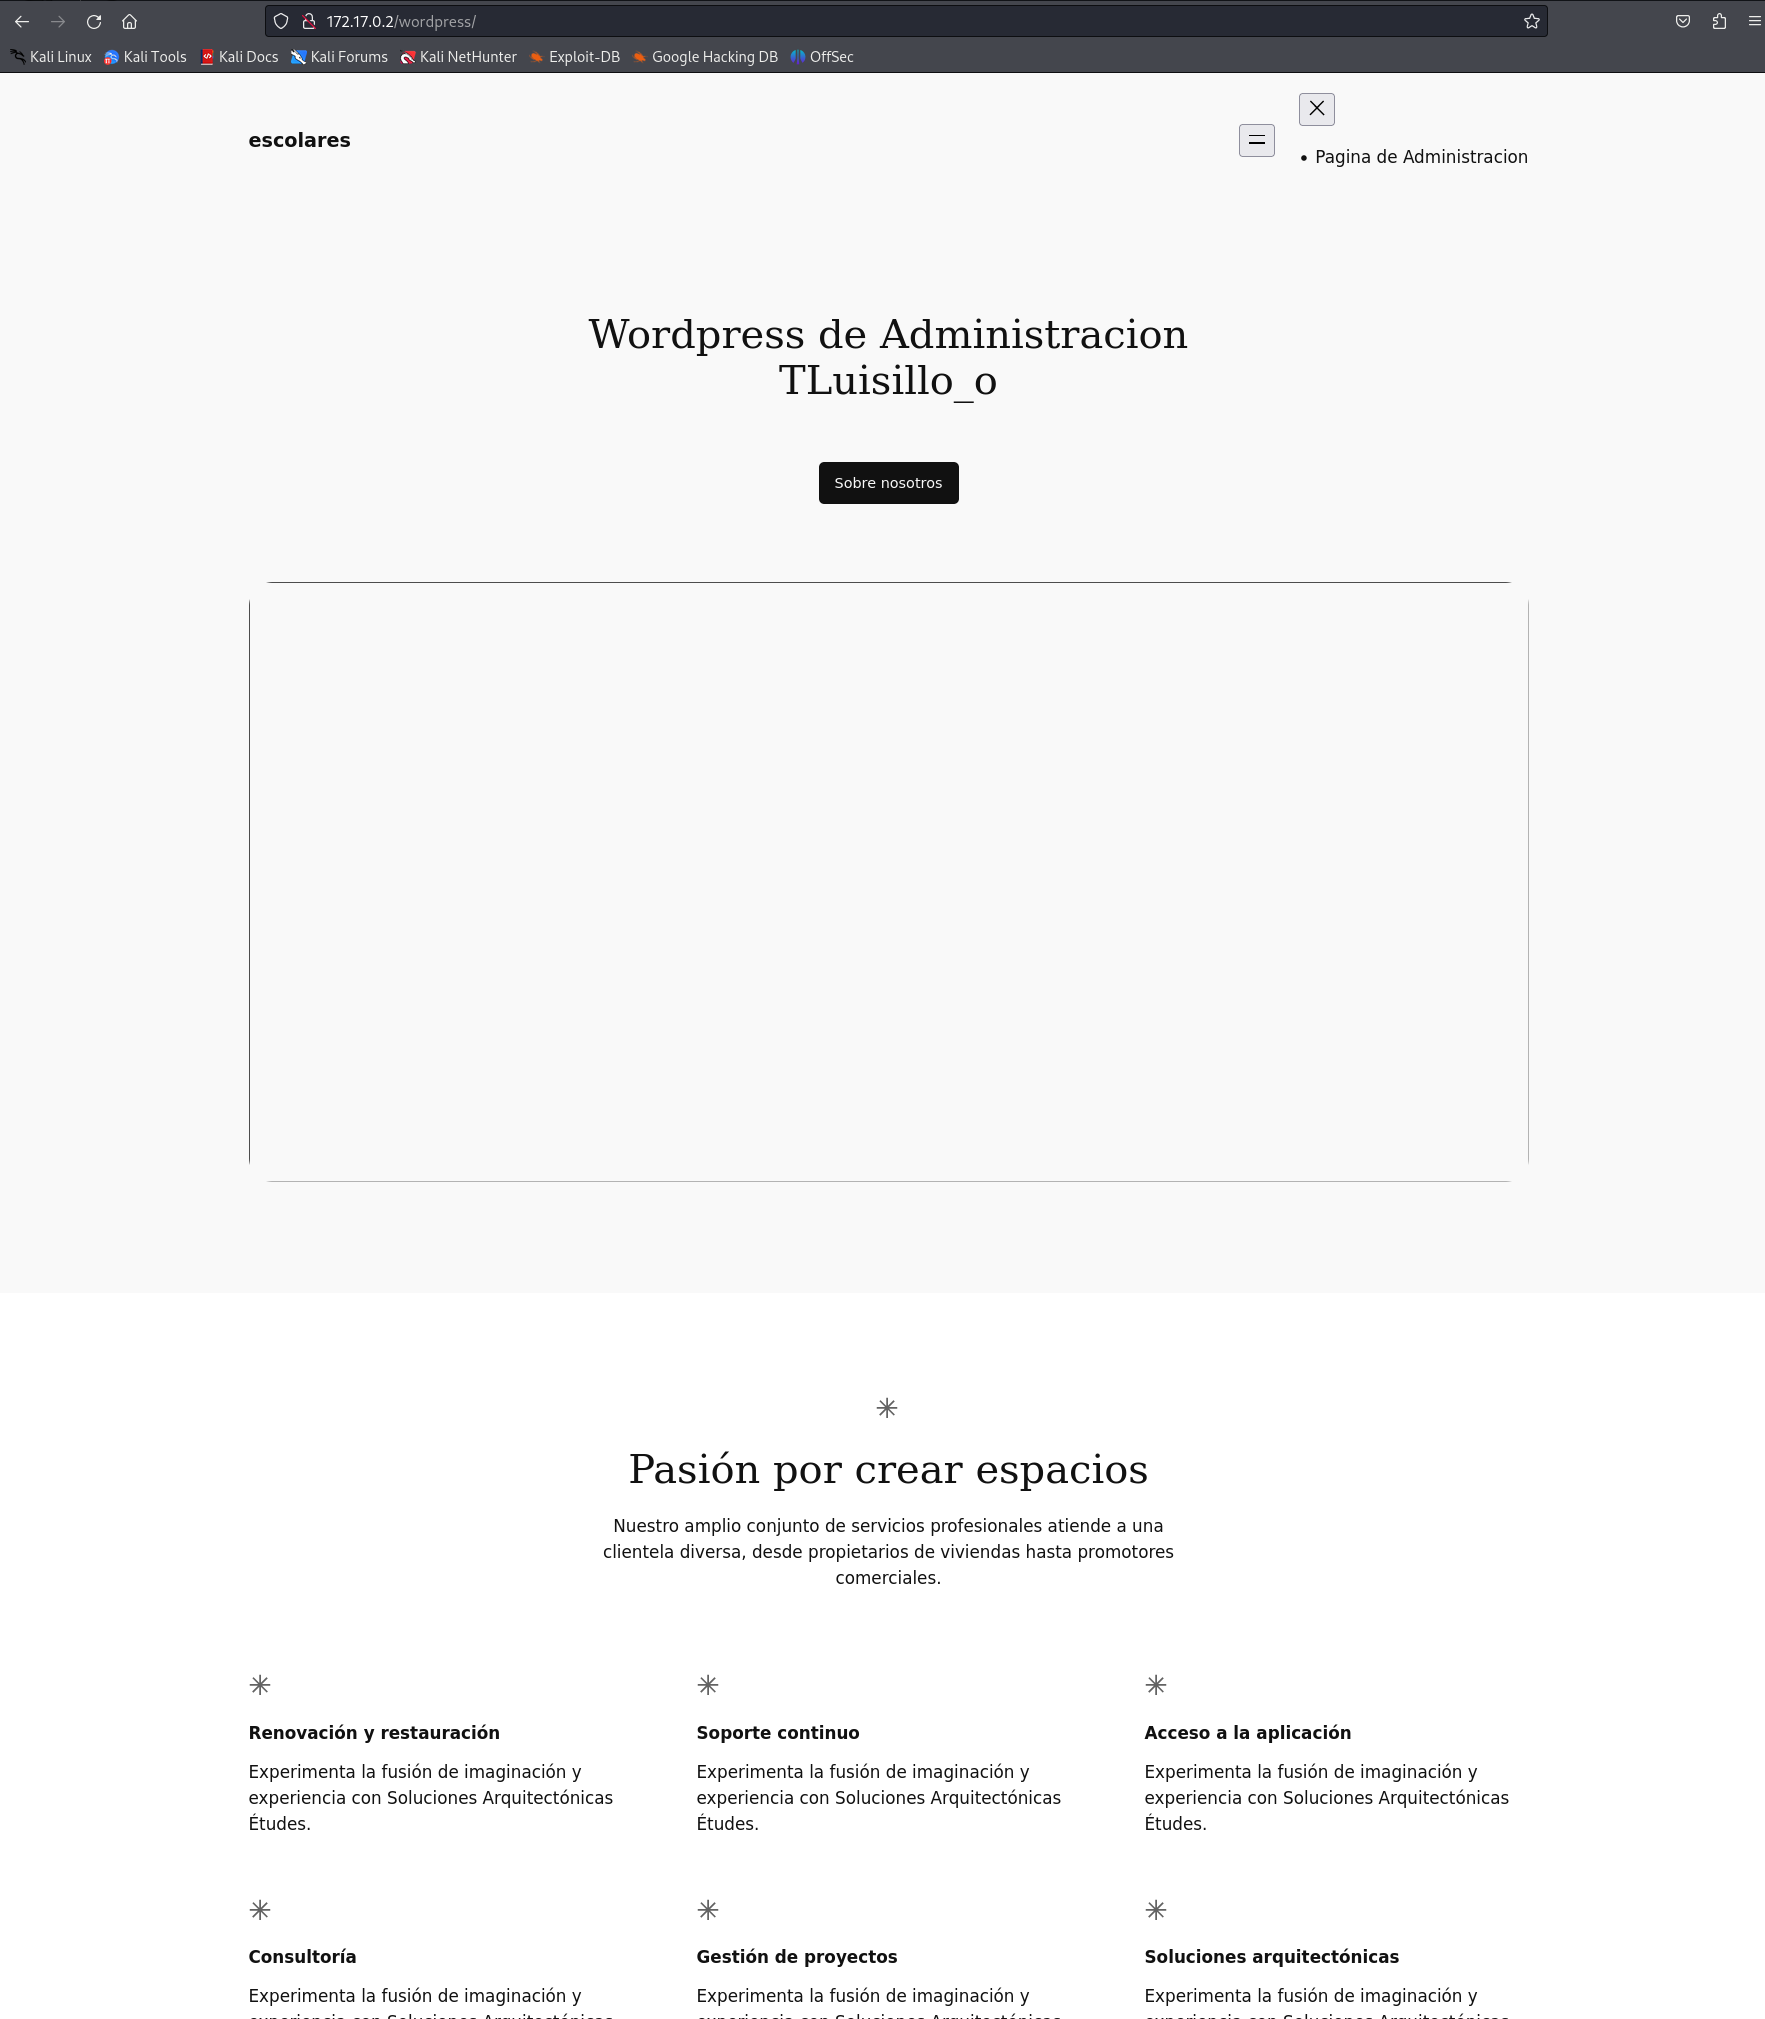 172.17.0.2/wordpress/
Kali Linux Kali Tools Kali Docs Kali Forums Kali NetHunter Exploit-DB Google Hacking DB OffSec
escolares
• Pagina de Administracion
Wordpress de Administracion
TLuisillo_o
Sobre nosotros
Pasión por crear espacios
Nuestro amplio conjunto de servicios profesionales atiende a una
clientela diversa, desde propietarios de viviendas hasta promotores
comerciales.
Renovación y restauración
Experimenta la fusión de imaginación y
experiencia con Soluciones Arquitectónicas
Études.
Soporte continuo
Experimenta la fusión de imaginación y
experiencia con Soluciones Arquitectónicas
Études.
Acceso a la aplicación
Experimenta la fusión de imaginación y
experiencia con Soluciones Arquitectónicas
Études.
Consultoría
Experimenta la fusión de imaginación y
Gestión de proyectos
Experimenta la fusión de imaginación y
Soluciones arquitectónicas
Experimenta la fusión de imaginación y